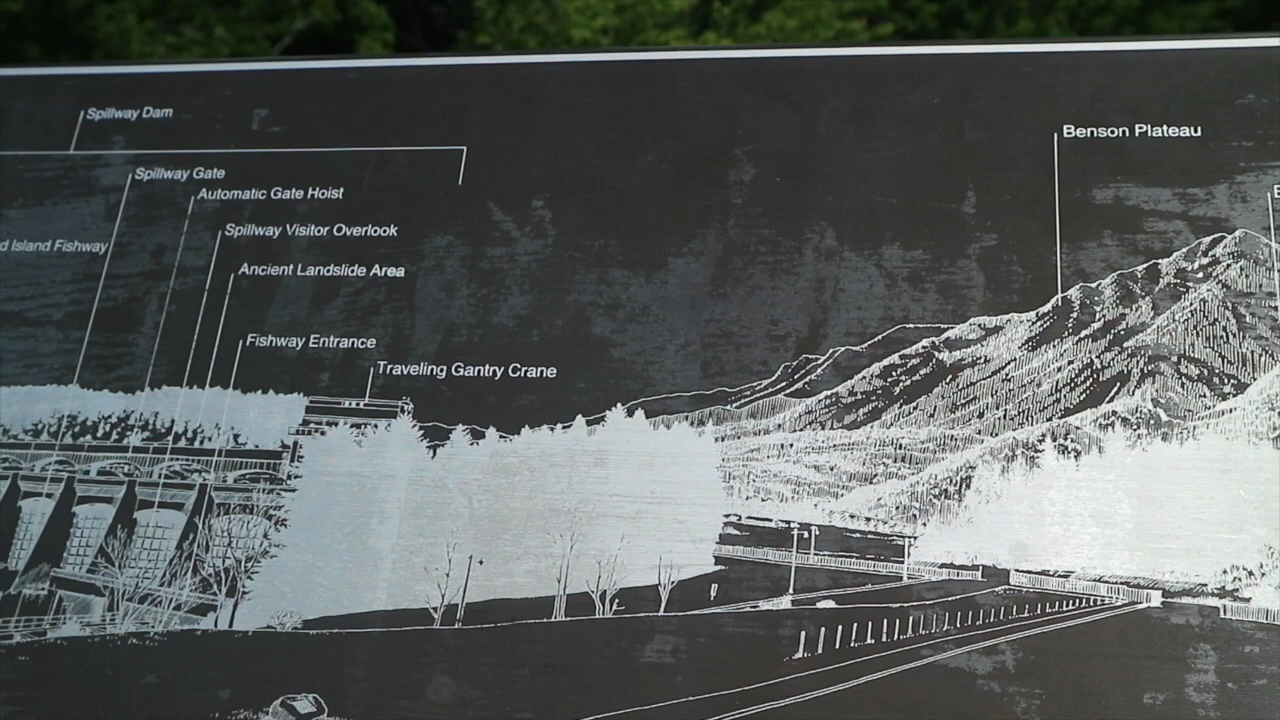 Spillway Dam
Benson Plateau
Spillway Gate
Automatic Gate Hoist
Spillway Visitor Overlook
Island Fishway
Ancient Landslide Area
Fishway Entrance
Traveling Gantry Crane